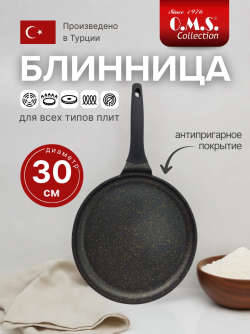 Произведено
в Турции
Since 1976
O.M.S.
Collection
БЛИННИЦА
для всех типов плит
антипригарное
покрытие
диаметр
30
см